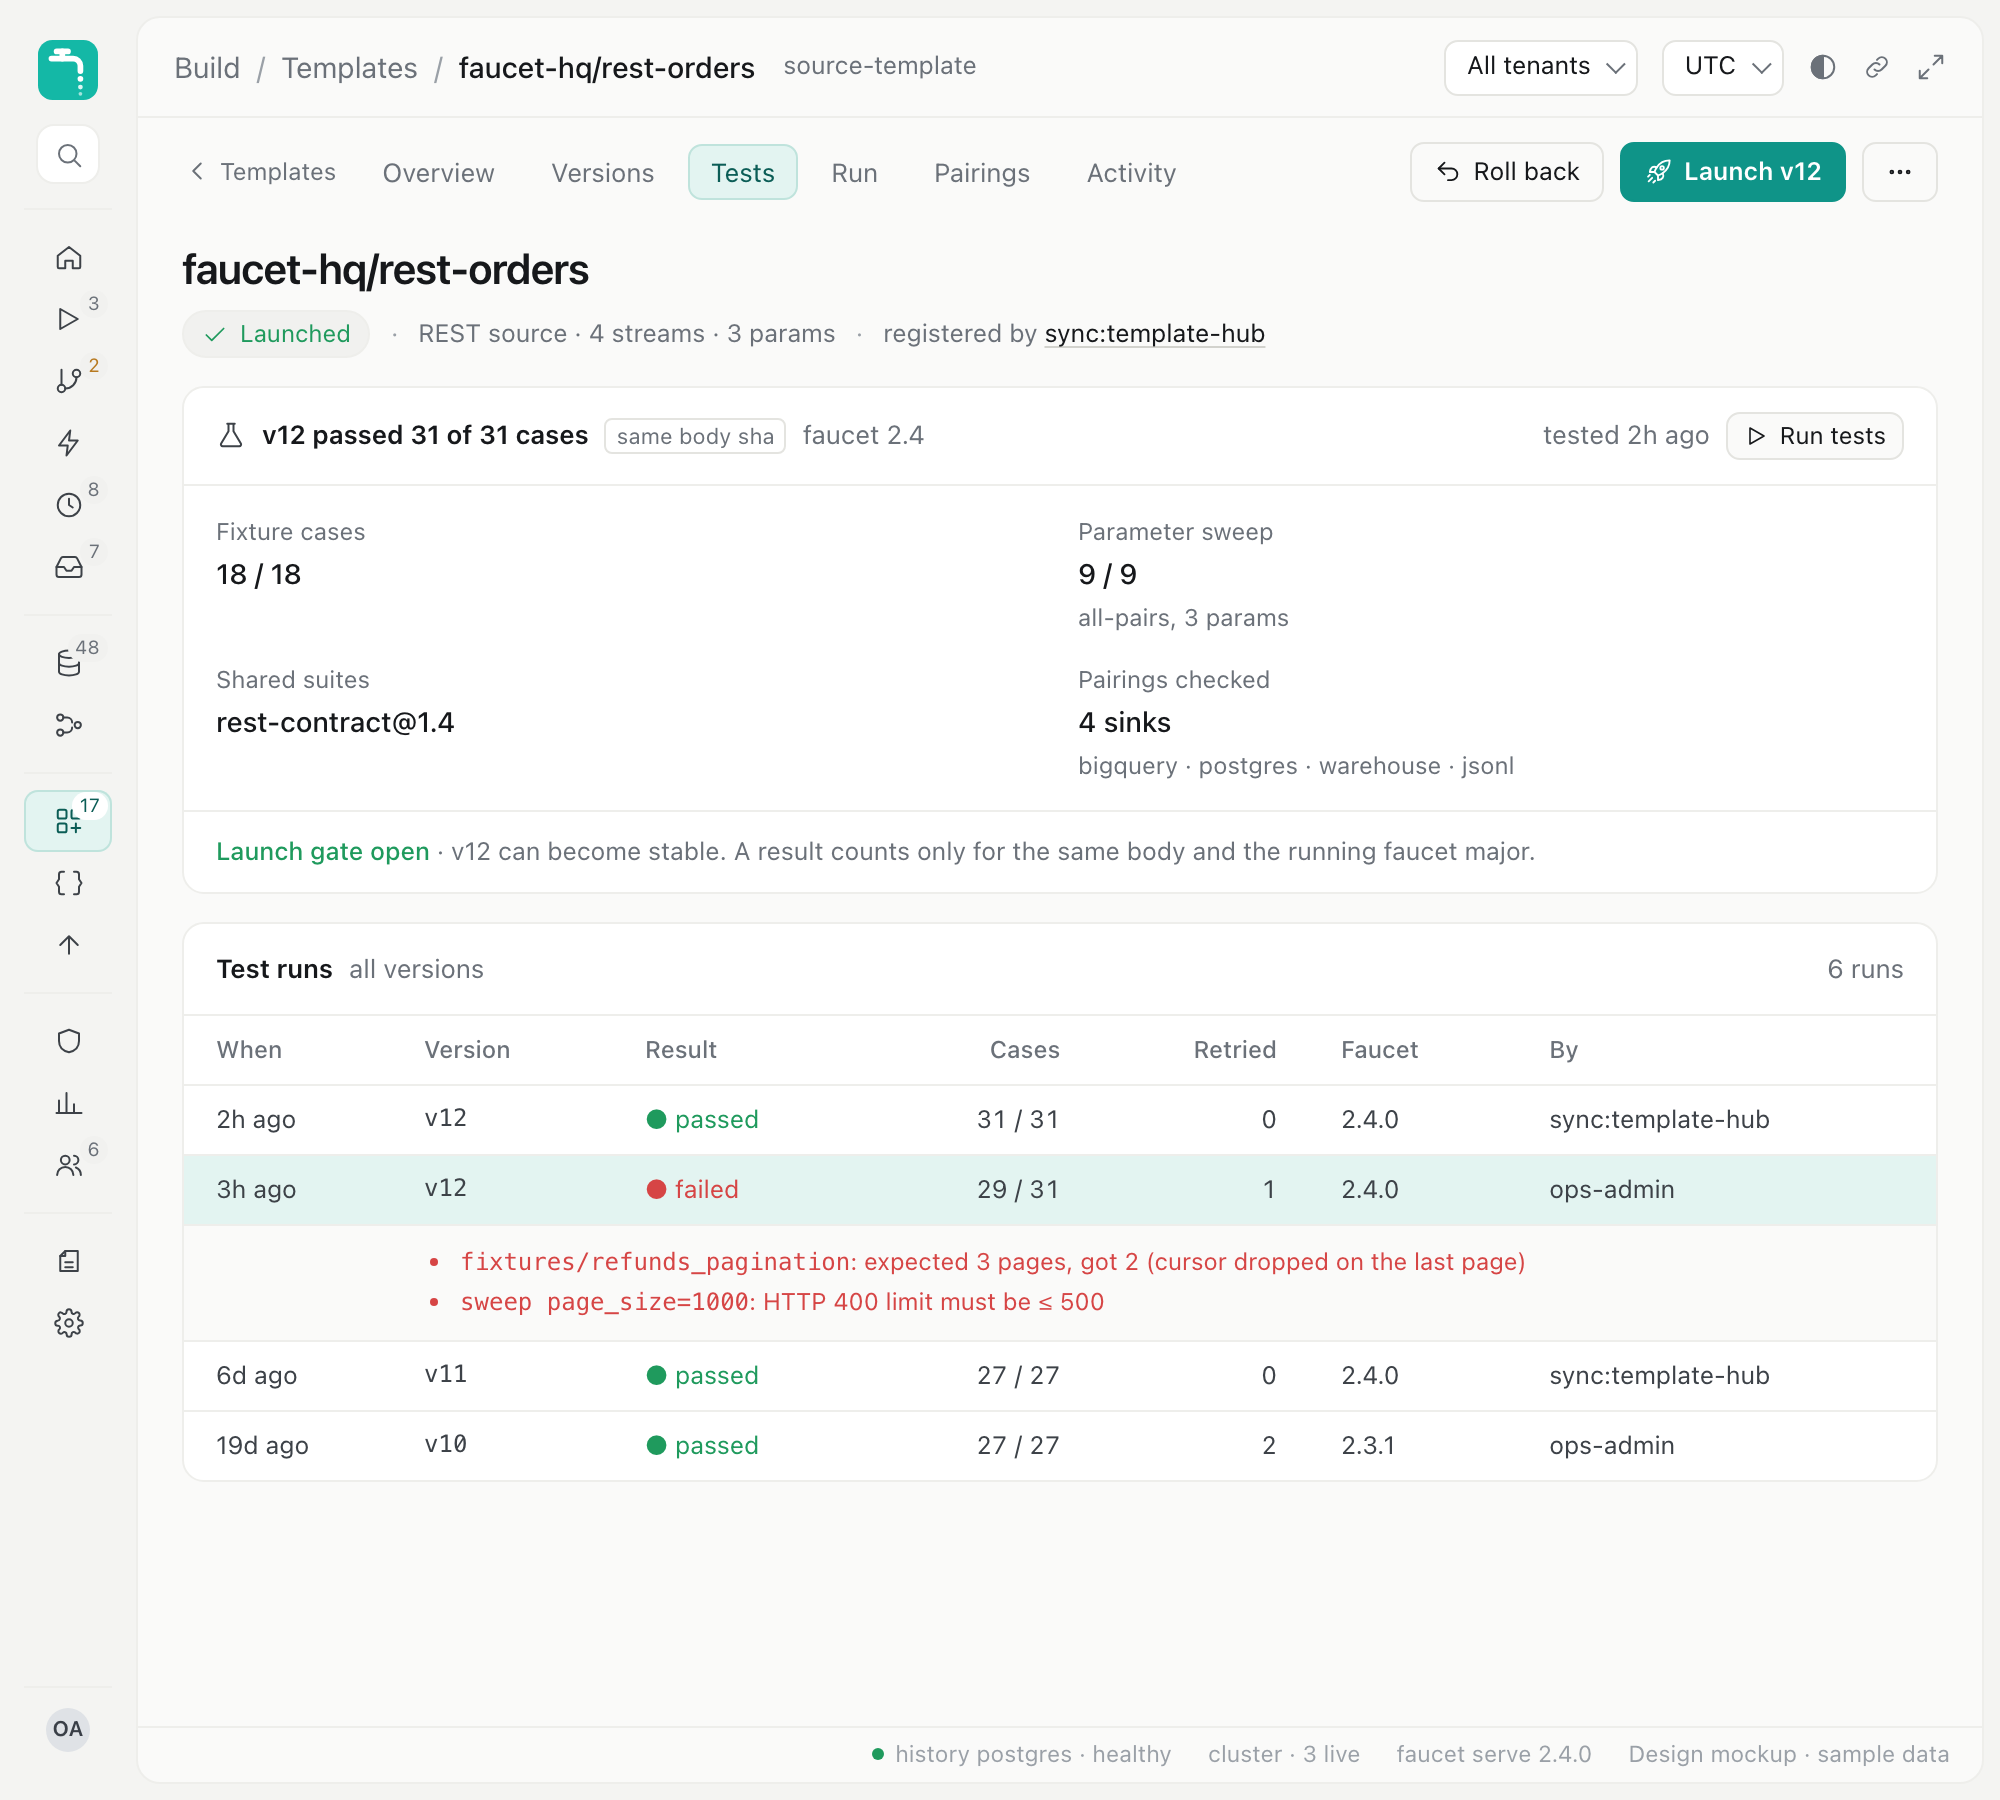 Build / Templates / faucet-hq/rest-orders source-template
All tenants
UTC
Templates
Overview
Versions
Tests
Run
Pairings
Activity
Roll back
Launch v12
faucet-hq/rest-orders
Launched · REST source · 4 streams · 3 params · registered by sync:template-hub
v12 passed 31 of 31 cases same body sha faucet 2.4
tested 2h ago
Run tests
Fixture cases
18 / 18
Parameter sweep
9 / 9
all-pairs, 3 params
Shared suites
rest-contract@1.4
Pairings checked
4 sinks
bigquery · postgres · warehouse · jsonl
Launch gate open · v12 can become stable. A result counts only for the same body and the running faucet major.
Test runs all versions
6 runs
When Version Result Cases Retried Faucet By
2h ago v12 passed 31 / 31 0 2.4.0 sync:template-hub
3h ago v12 failed 29 / 31 1 2.4.0 ops-admin
• fixtures/refunds_pagination: expected 3 pages, got 2 (cursor dropped on the last page)
• sweep page_size=1000: HTTP 400 limit must be ≤ 500
6d ago v11 passed 27 / 27 0 2.4.0 sync:template-hub
19d ago v10 passed 27 / 27 2 2.3.1 ops-admin
3
2
8
7
48
17
6
OA
history postgres · healthy
cluster · 3 live
faucet serve 2.4.0
Design mockup · sample data